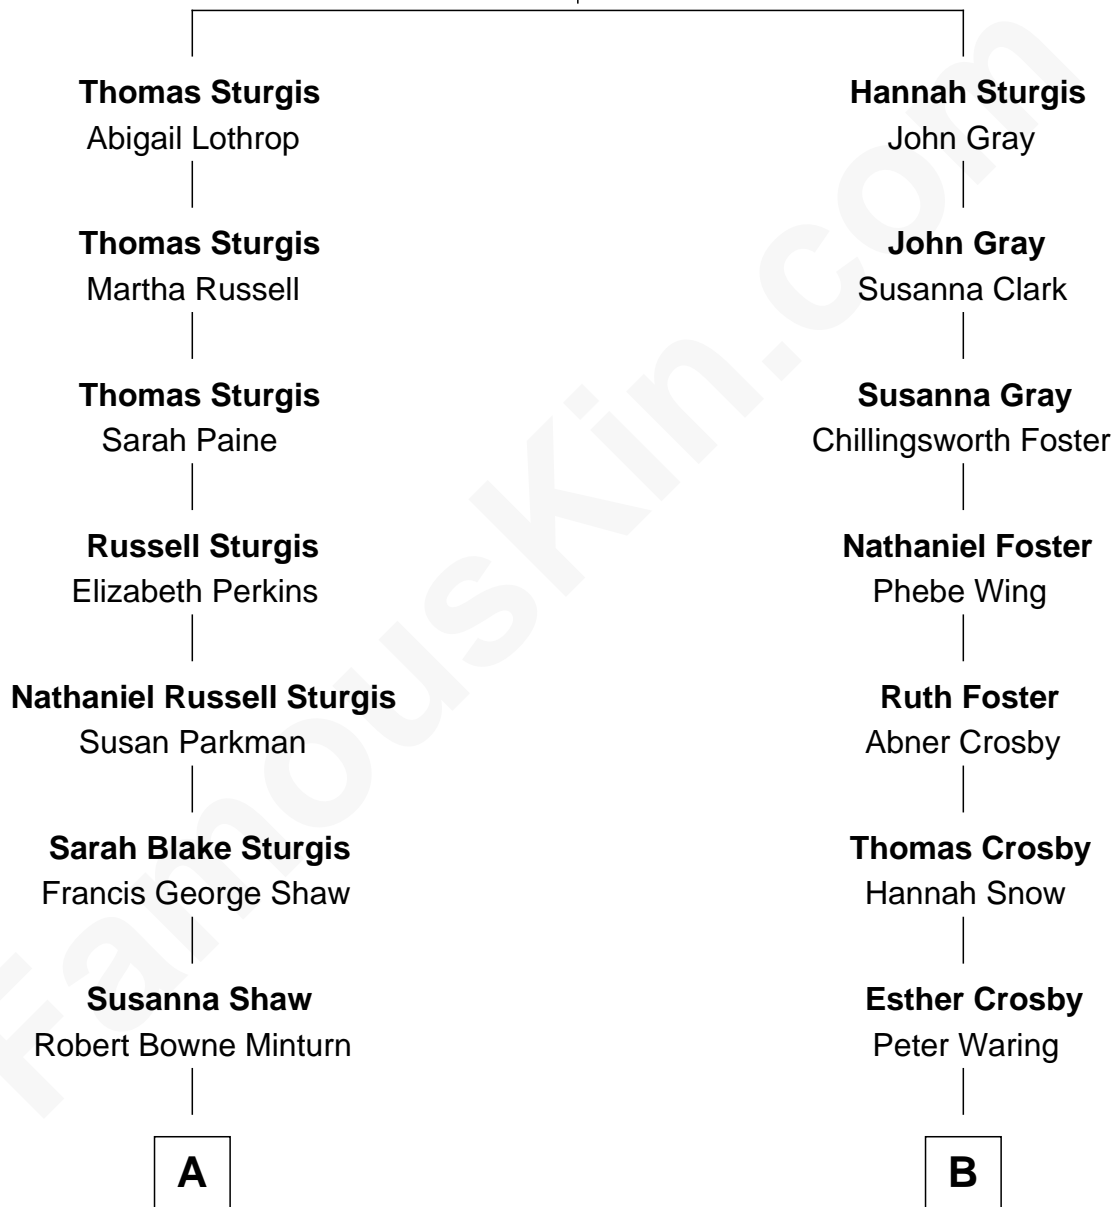 Thomas Sturgis
Abigail Lothrop
Hannah Sturgis
John Gray
Thomas Sturgis
Martha Russell
John Gray
Susanna Clark
Thomas Sturgis
Sarah Paine
Susanna Gray
Chillingsworth Foster
Russell Sturgis
Elizabeth Perkins
Nathaniel Foster
Phebe Wing
Nathaniel Russell Sturgis
Susan Parkman
Ruth Foster
Abner Crosby
Sarah Blake Sturgis
Francis George Shaw
Thomas Crosby
Hannah Snow
Susanna Shaw
Robert Bowne Minturn
Esther Crosby
Peter Waring
A
B
FamousKin.com